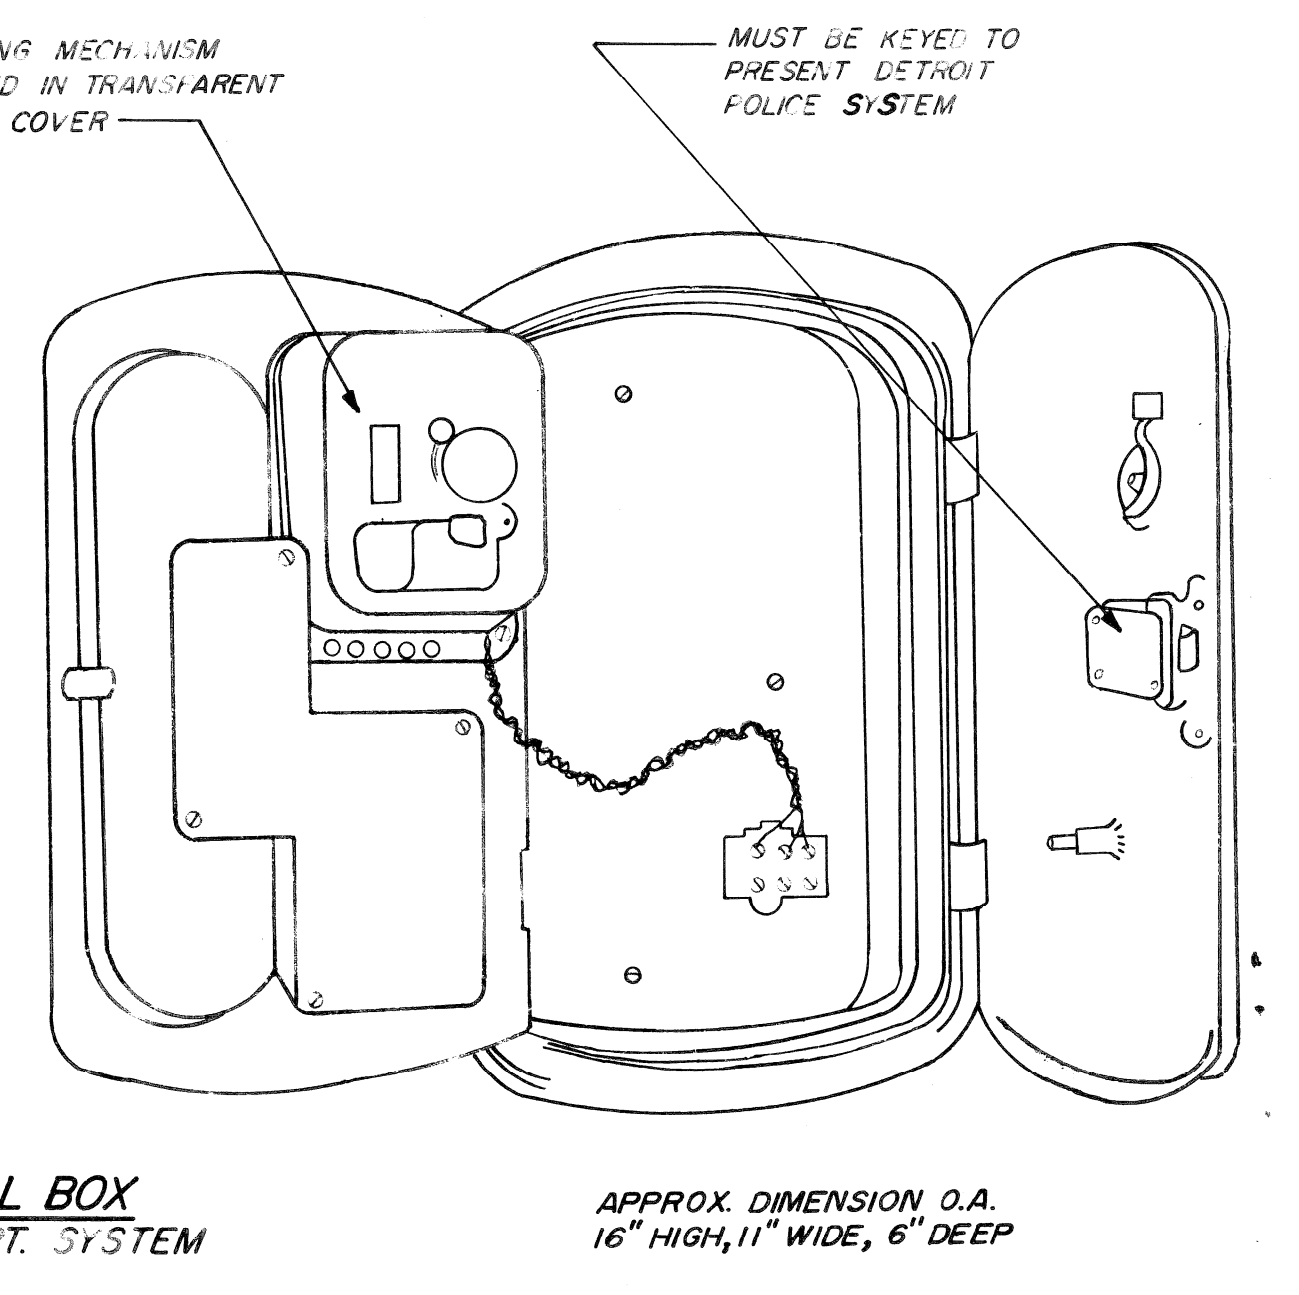 NG MECHANISM
D IN TRANSPARENT
COVER
MUST BE KEYED TO
PRESENT DETROIT
POLICE SYSTEM
L BOX
T. SYSTEM
APPROX. DIMENSION O.A.
16" HIGH, 11" WIDE, 6" DEEP